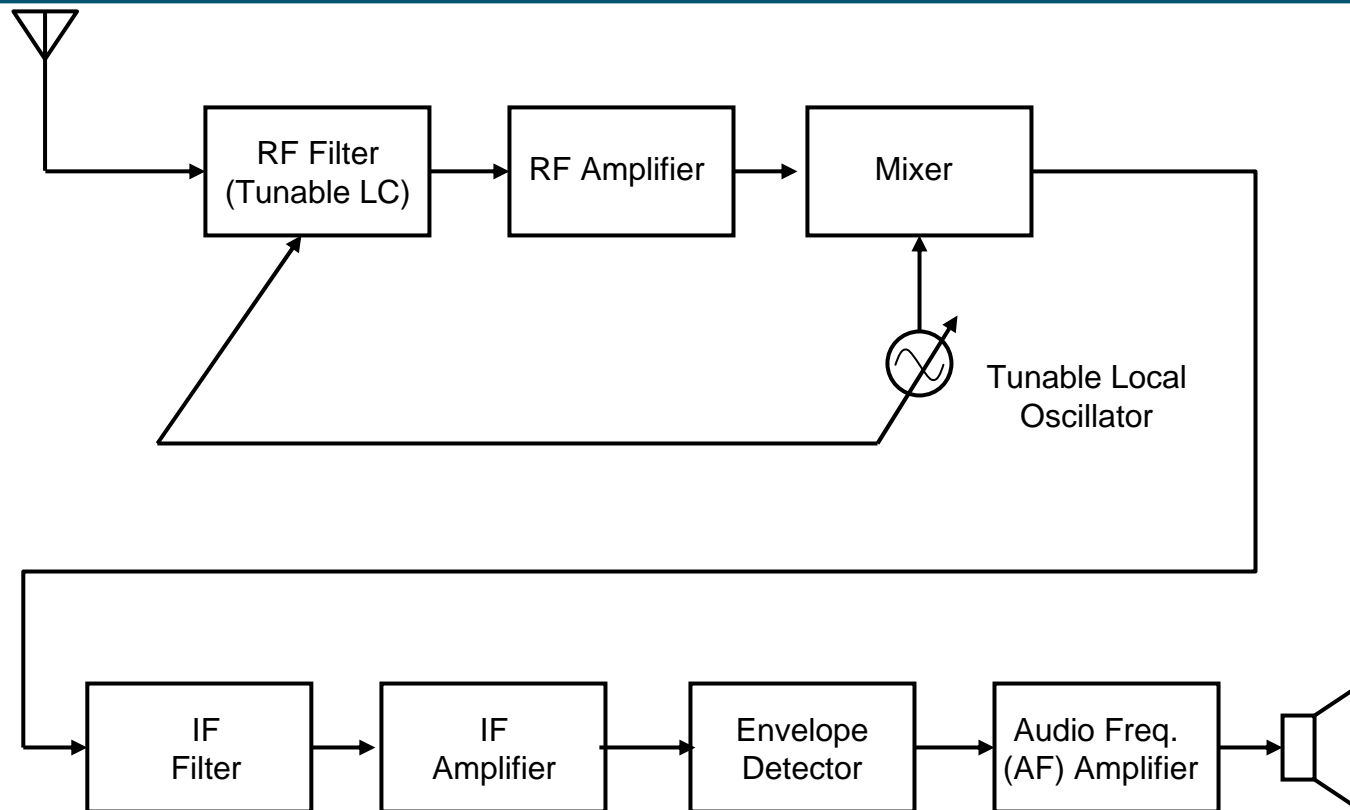 RF Filter
(Tunable LC)
RF Amplifier
Mixer
Tunable Local
Oscillator
IF
Filter
IF
Amplifier
Envelope
Detector
Audio Freq.
(AF) Amplifier